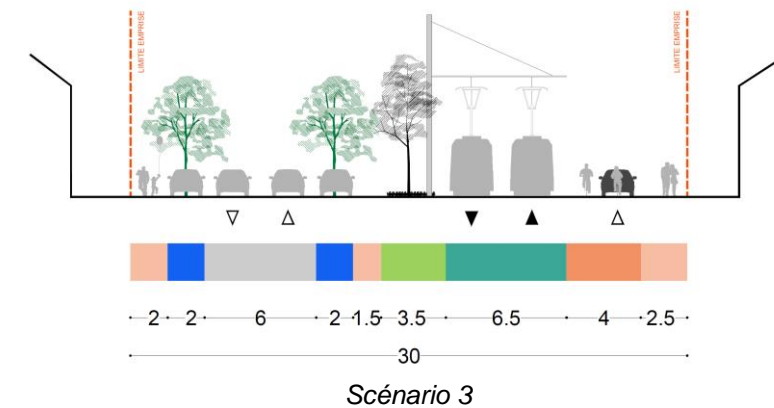 LIMITE EMPRISE
LIMITE EMPRISE
2 2 6 2 1.5 3.5 6.5 4 2.5
30
Scénario 3